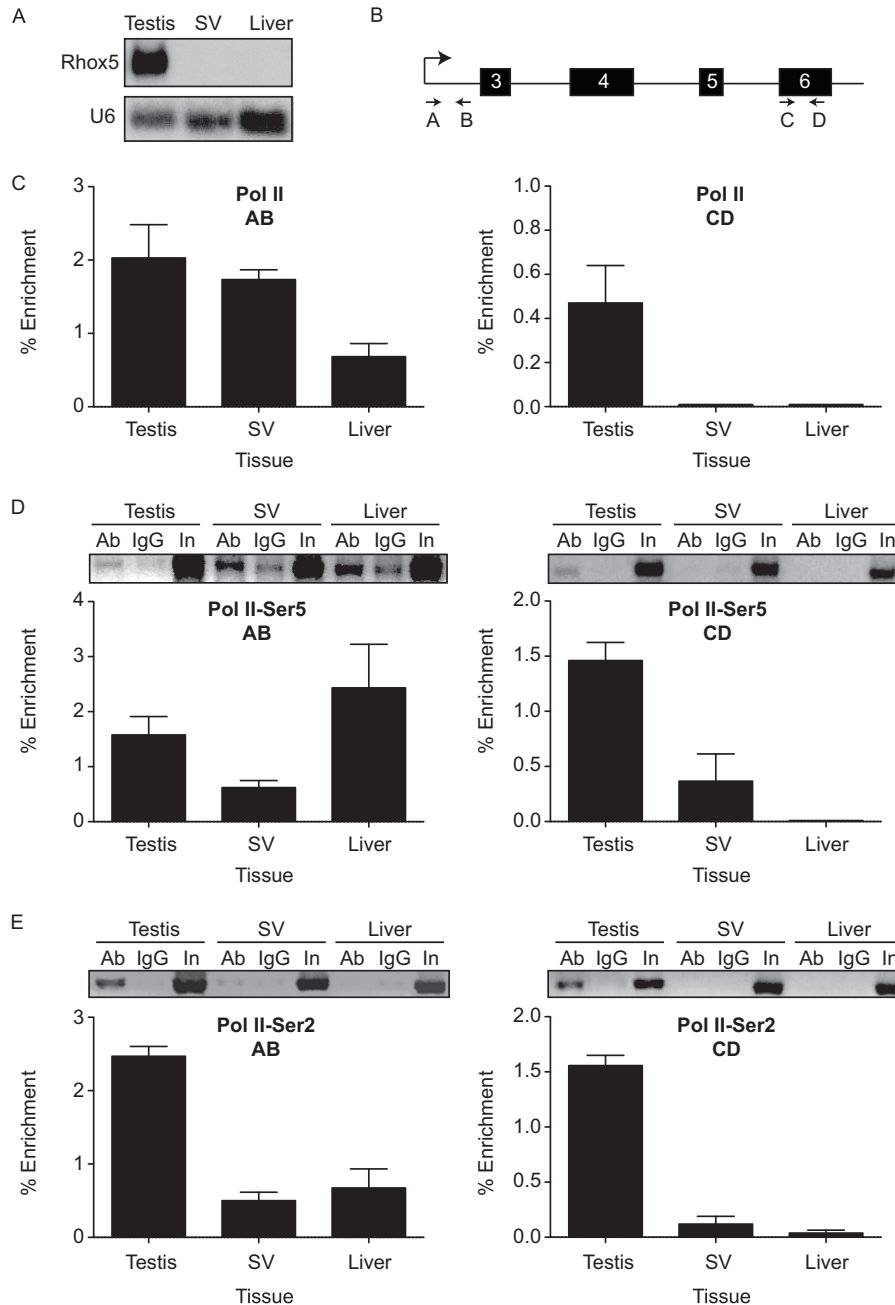 A
Testis SV Liver
Rhox5
U6
B
3 4 5 6
A B C D
C
Pol II
AB
% Enrichment
3
2
1
0
Testis SV Liver
Tissue
Pol II
CD
% Enrichment
1.0
0.8
0.6
0.4
0.2
0.0
Testis SV Liver
Tissue
D
Testis SV Liver
Ab IgG In Ab IgG In Ab IgG In
Pol II-Ser5
AB
% Enrichment
4
3
2
1
0
Testis SV Liver
Tissue
Testis SV Liver
Ab IgG In Ab IgG In Ab IgG In
Pol II-Ser5
CD
% Enrichment
2.0
1.5
1.0
0.5
0.0
Testis SV Liver
Tissue
E
Testis SV Liver
Ab IgG In Ab IgG In Ab IgG In
Pol II-Ser2
AB
% Enrichment
3
2
1
0
Testis SV Liver
Tissue
Testis SV Liver
Ab IgG In Ab IgG In Ab IgG In
Pol II-Ser2
CD
% Enrichment
2.0
1.5
1.0
0.5
0.0
Testis SV Liver
Tissue